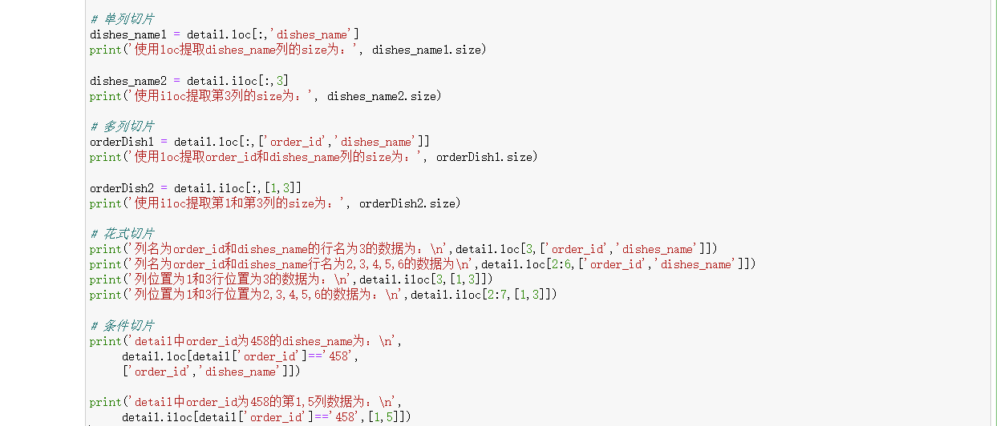 # 单列切片
dishes_name1 = detail.loc[:,'dishes_name']
print('使用loc提取dishes_name列的size为：', dishes_name1.size)
dishes_name2 = detail.iloc[:,3]
print('使用iloc提取第3列的size为：', dishes_name2.size)
# 多列切片
orderDish1 = detail.loc[:,['order_id','dishes_name']]
print('使用loc提取order_id和dishes_name列的size为：', orderDish1.size)
orderDish2 = detail.iloc[:,[1,3]]
print('使用iloc提取第1和第3列的size为：', orderDish2.size)
# 花式切片
print('列名为order_id和dishes_name的行名为3的数据为：\n',detail.loc[3,['order_id','dishes_name']])
print('列名为order_id和dishes_name行名为2,3,4,5,6的数据为\n',detail.loc[2:6,['order_id','dishes_name']])
print('列位置为1和3行位置为3的数据为：\n',detail.iloc[3,[1,3]])
print('列位置为1和3行位置为2,3,4,5,6的数据为：\n',detail.iloc[2:7,[1,3]])
# 条件切片
print('detail中order_id为458的dishes_name为：\n',
detail.loc[detail['order_id']=='458',
['order_id','dishes_name']])
print('detail中order_id为458的第1,5列数据为：\n',
detail.iloc[detail['order_id']=='458',[1,5]])